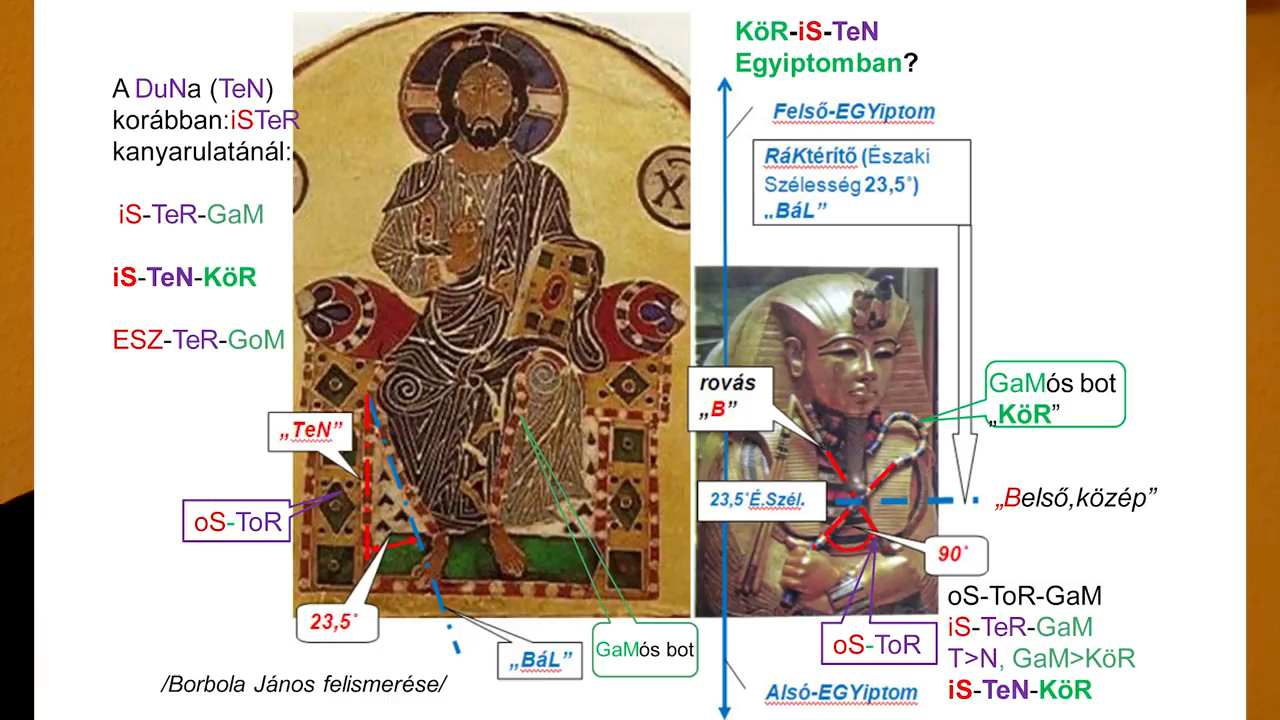 A DuNa (TeN)
korábban:iSTeR
kanyarulatánál:
iS-TeR-GaM
iS-TeN-KöR
ESZ-TeR-GoM
„TeN”
oS-ToR
23,5˚
„BáL”
GaMós bot
/Borbola János felismerése/
X
KöR-iS-TeN
Egyiptomban?
Felső-EGYiptom
RáKtérítő (Északi
Szélesség 23,5˚)
„BáL”
rovás
„B”
GaMós bot
„KöR”
23,5˚É.Szél.
„Belső,közép”
90˚
oS-ToR
Alsó-EGYiptom
oS-ToR-GaM
iS-TeR-GaM
T>N, GaM>KöR
iS-TeN-KöR